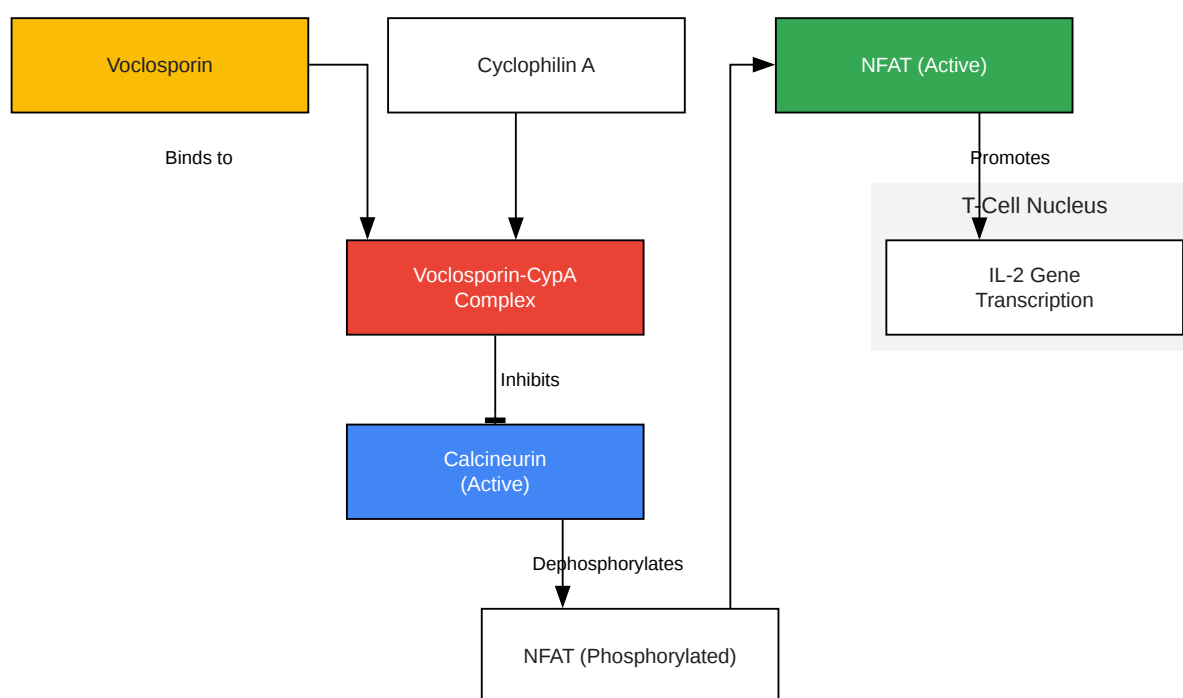 Voclosporin
Cyclophilin A
NFAT (Active)
Binds to
Promotes
T-Cell Nucleus
Voclosporin-CypA
Complex
IL-2 Gene
Transcription
Inhibits
Calcineurin
(Active)
Dephosphorylates
NFAT (Phosphorylated)